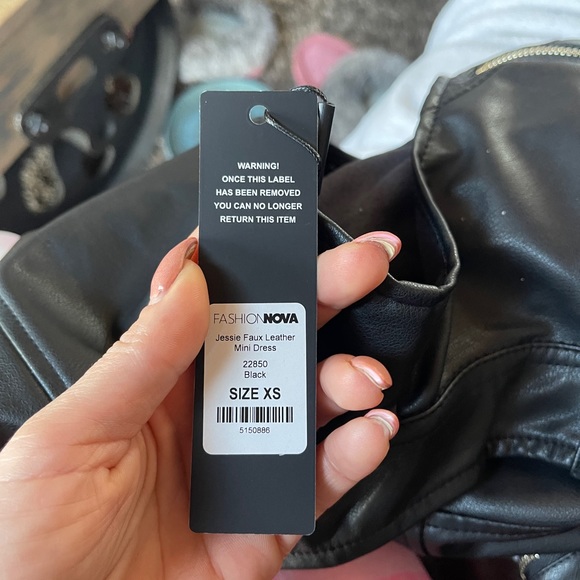 WARNING!
ONCE THIS LABEL
HAS BEEN REMOVED
YOU CAN NO LONGER
RETURN THIS ITEM
FASHIONNOVA
Jessie Faux Leather
Mini Dress
22850
Black
SIZE XS
5150886